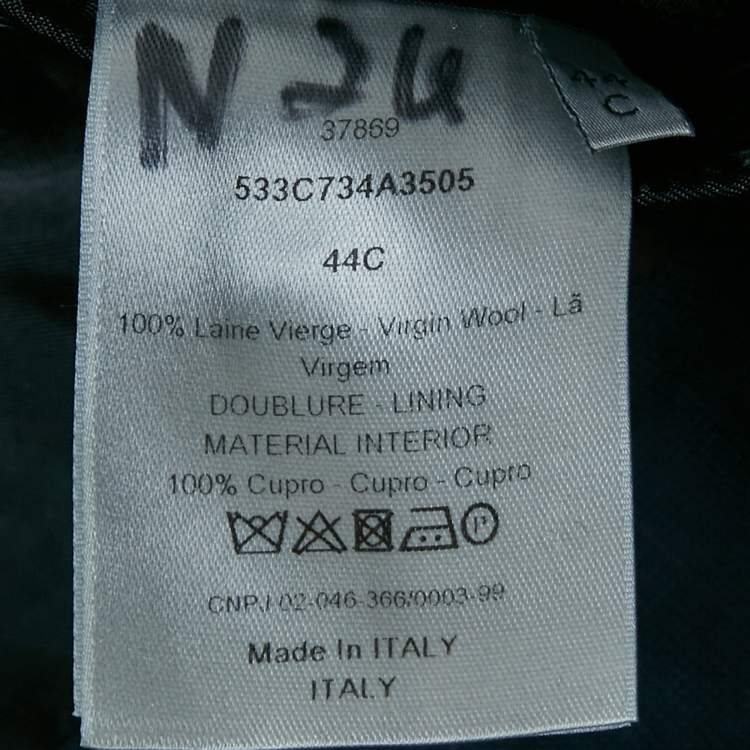 N 24
37869
44
C
533C734A3505
44C
100% Laine Vierge - Virgin Wool - Lã
Virgem
DOUBLURE - LINING
MATERIAL INTERIOR
100% Cupro - Cupro - Cupro
P
CNPJ 02-046-366/0003-99
Made In ITALY
ITALY